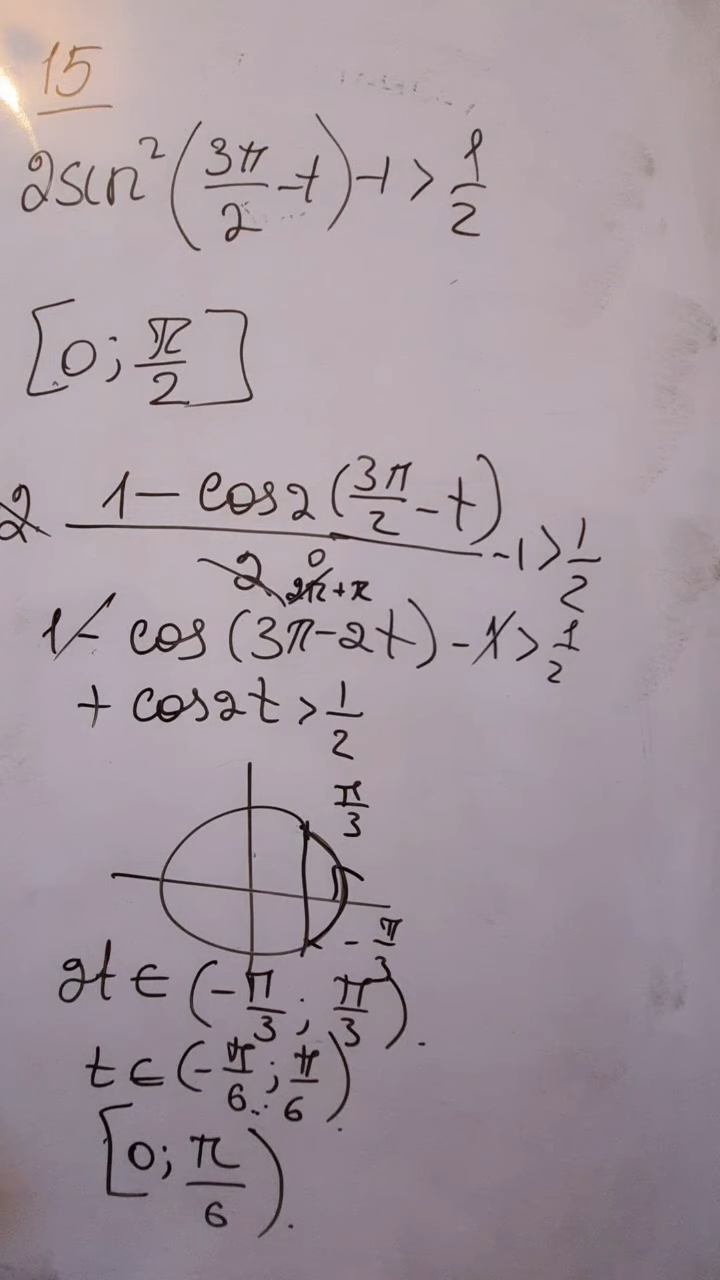 15
2sin²(3π/2 - t) - 1 > 1/2
[0; π/2]
2 (1 - cos2(3π/2 - t))/2 - 1 > 1/2
0
2π + π
1 - cos(3π - 2t) - 1 > 1/2
+ cos2t > 1/2
π/3
- π/3
2t ∈ (-π/3; π/3).
t ∈ (-π/6; π/6).
[0; π/6).